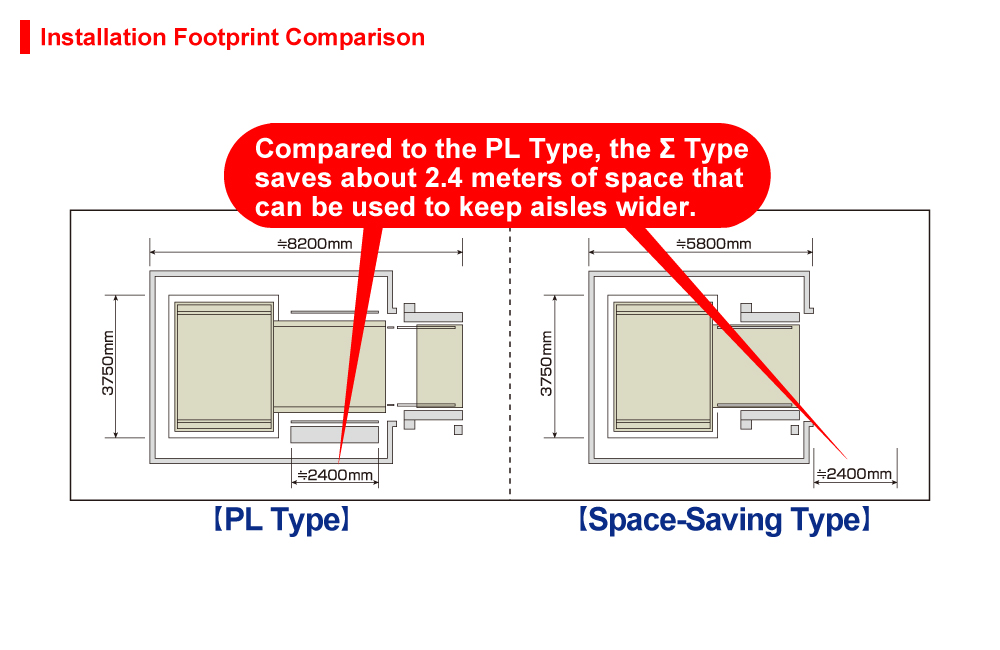 Installation Footprint Comparison
Compared to the PL Type, the Σ Type
saves about 2.4 meters of space that
can be used to keep aisles wider.
≒8200mm
≒5800mm
3750mm
3750mm
≒2400mm
≒2400mm
【PL Type】
【Space-Saving Type】